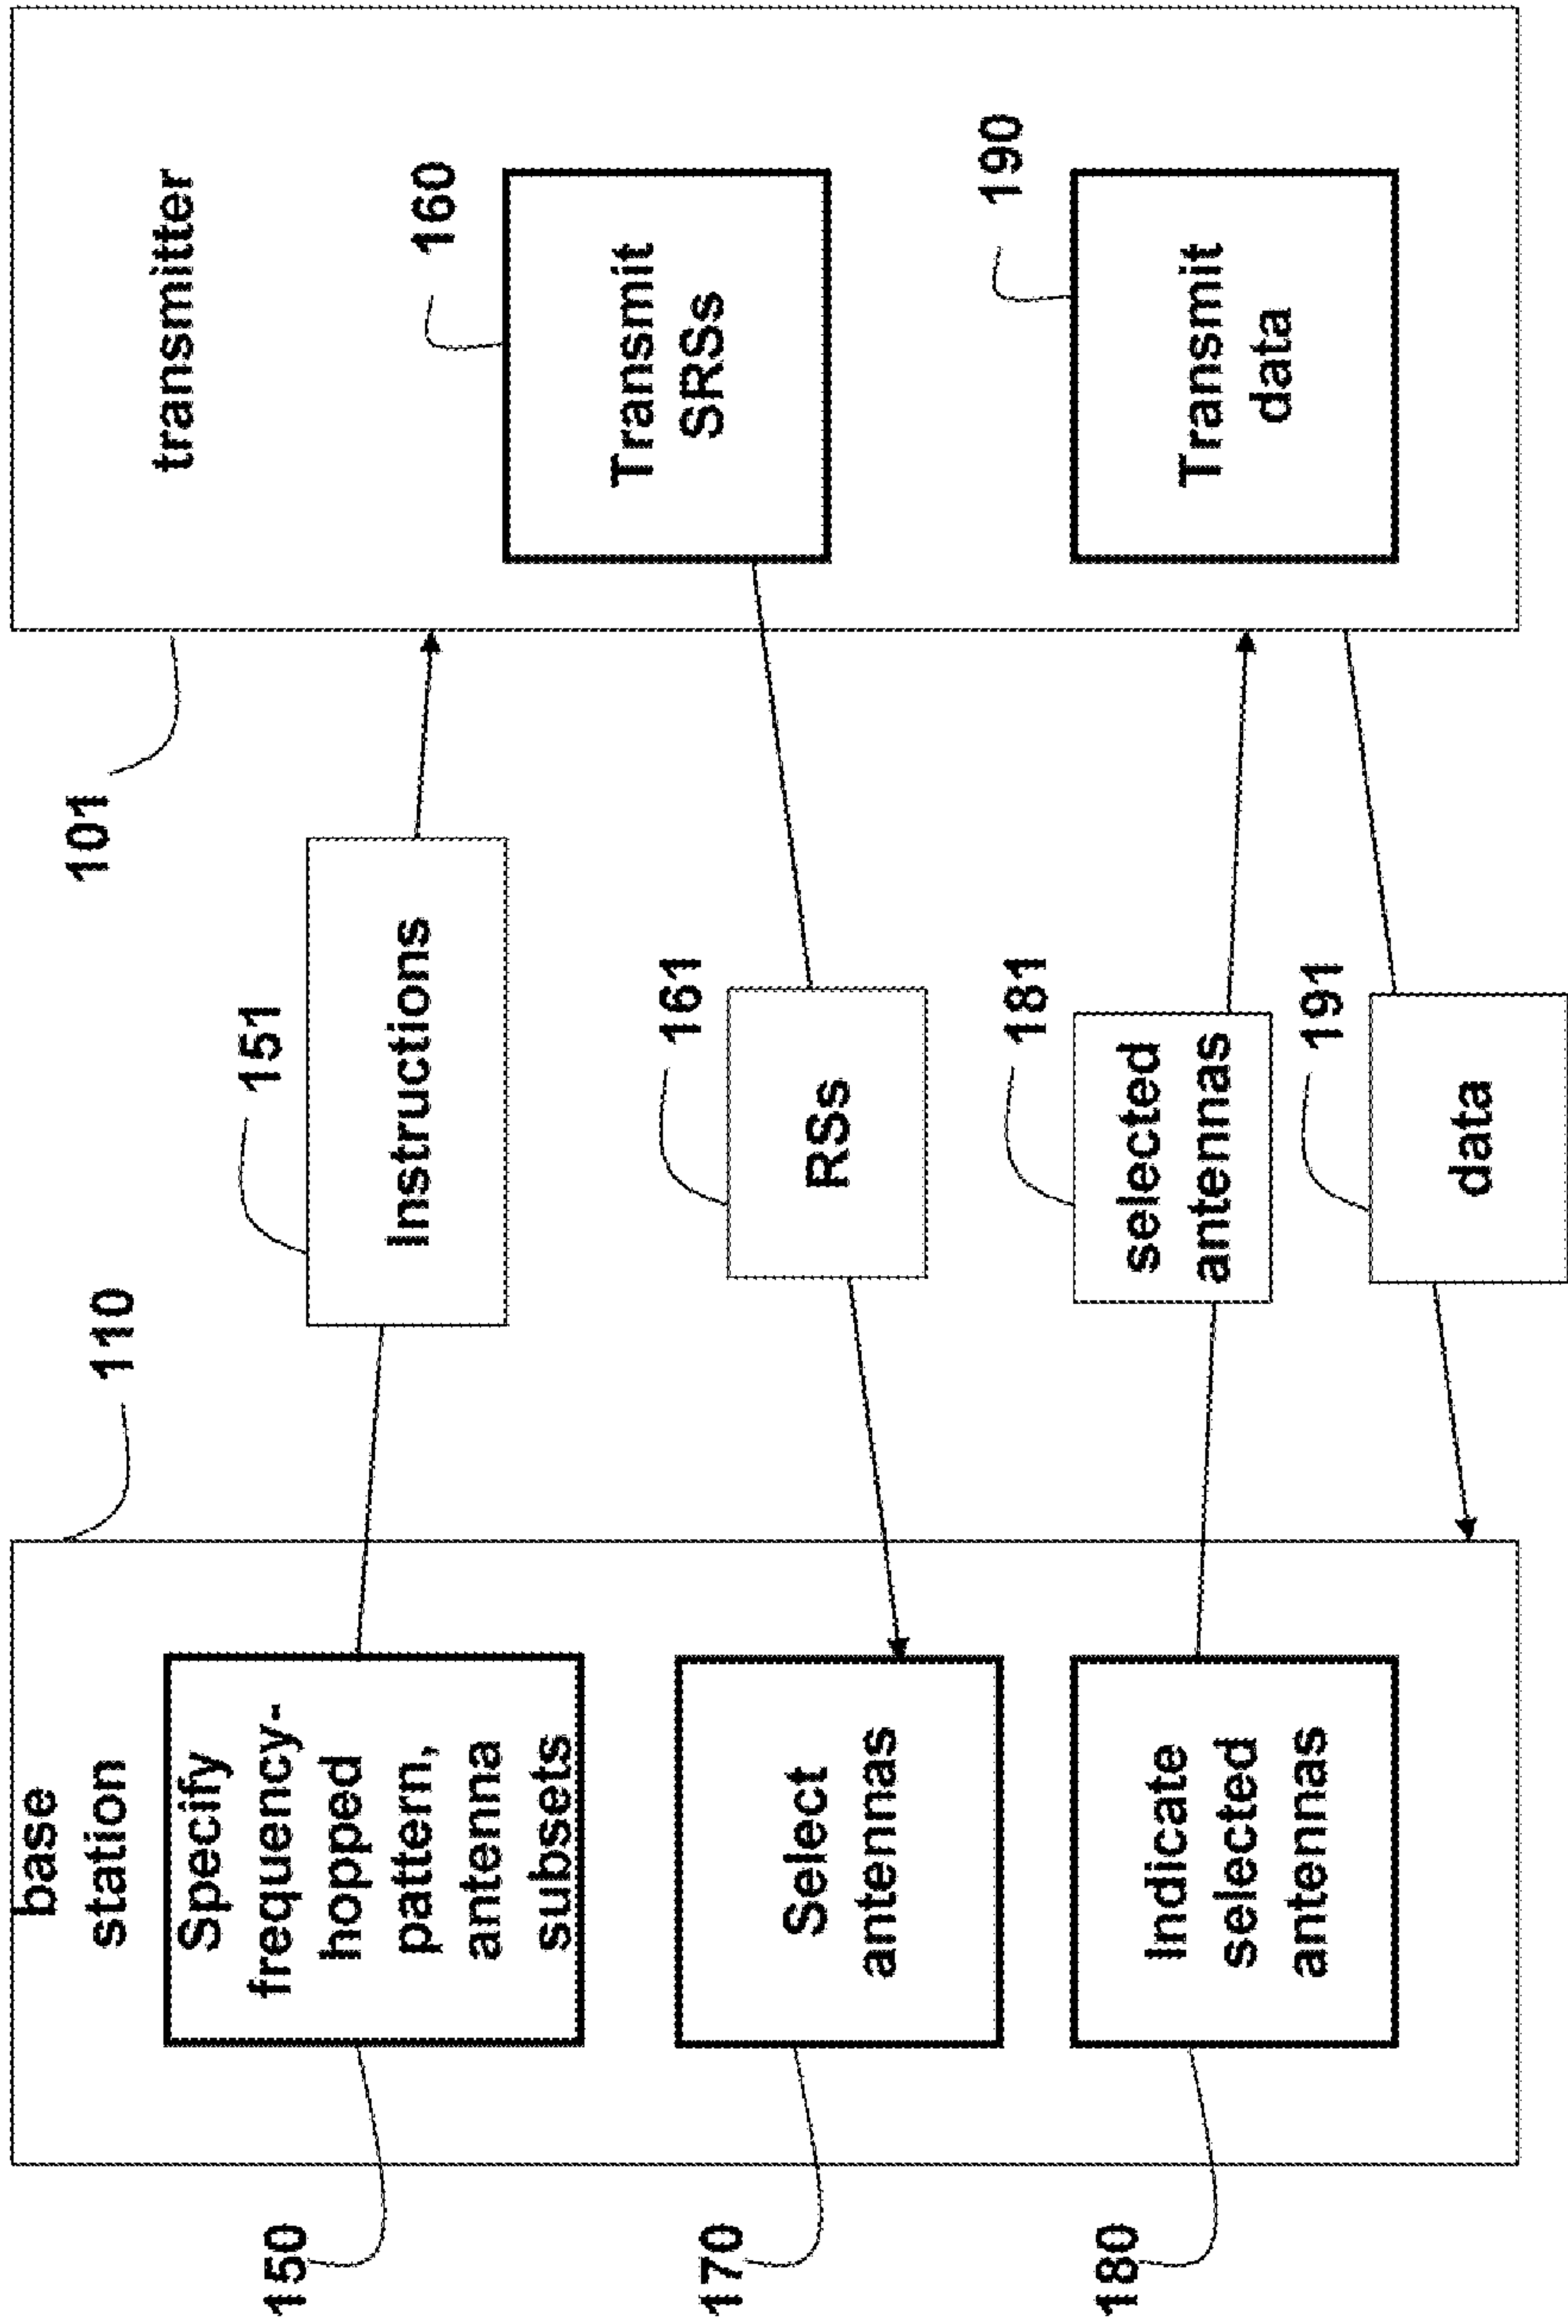 base
station
110
Specify
frequency-
hopped
pattern,
antenna
subsets
150
Select
antennas
170
Indicate
selected
antennas
180
151
Instructions
161
RSs
181
selected
antennas
191
data
101
transmitter
160
Transmit
SRSs
190
Transmit
data